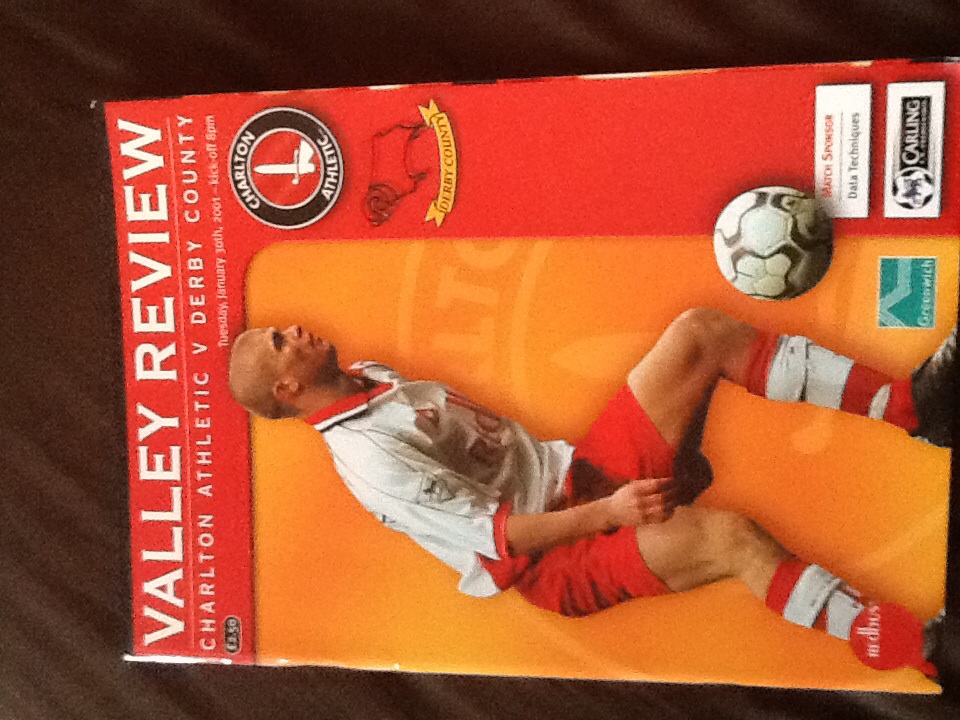 VALLEY REVIEW
CHARLTON ATHLETIC V DERBY COUNTY
£2.50
Tuesday, January 30th, 2001 - kick-off 8pm
CHARLTON
ATHLETIC
DERBY COUNTY
MATCH SPONSOR
Data Techniques
CARLING
Greenwich
redbus